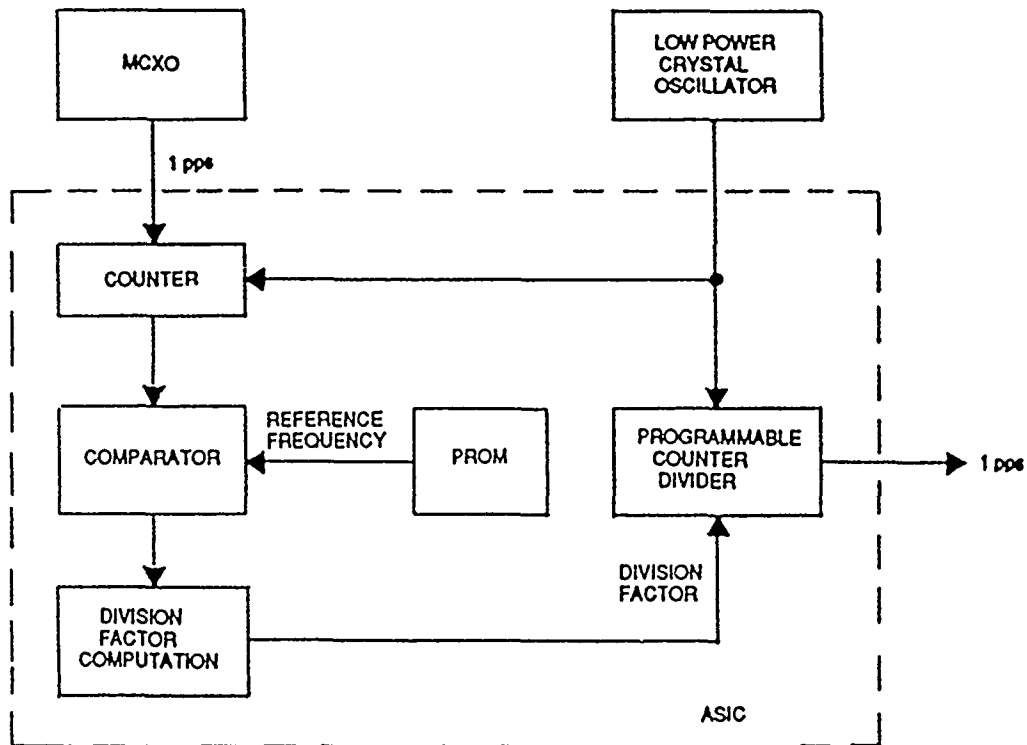 MCXO
LOW POWER
CRYSTAL
OSCILLATOR
1 pps
COUNTER
REFERENCE
FREQUENCY
COMPARATOR
PROM
PROGRAMMABLE
COUNTER
DIVIDER
1 pps
DIVISION
FACTOR
DIVISION
FACTOR
COMPUTATION
ASIC